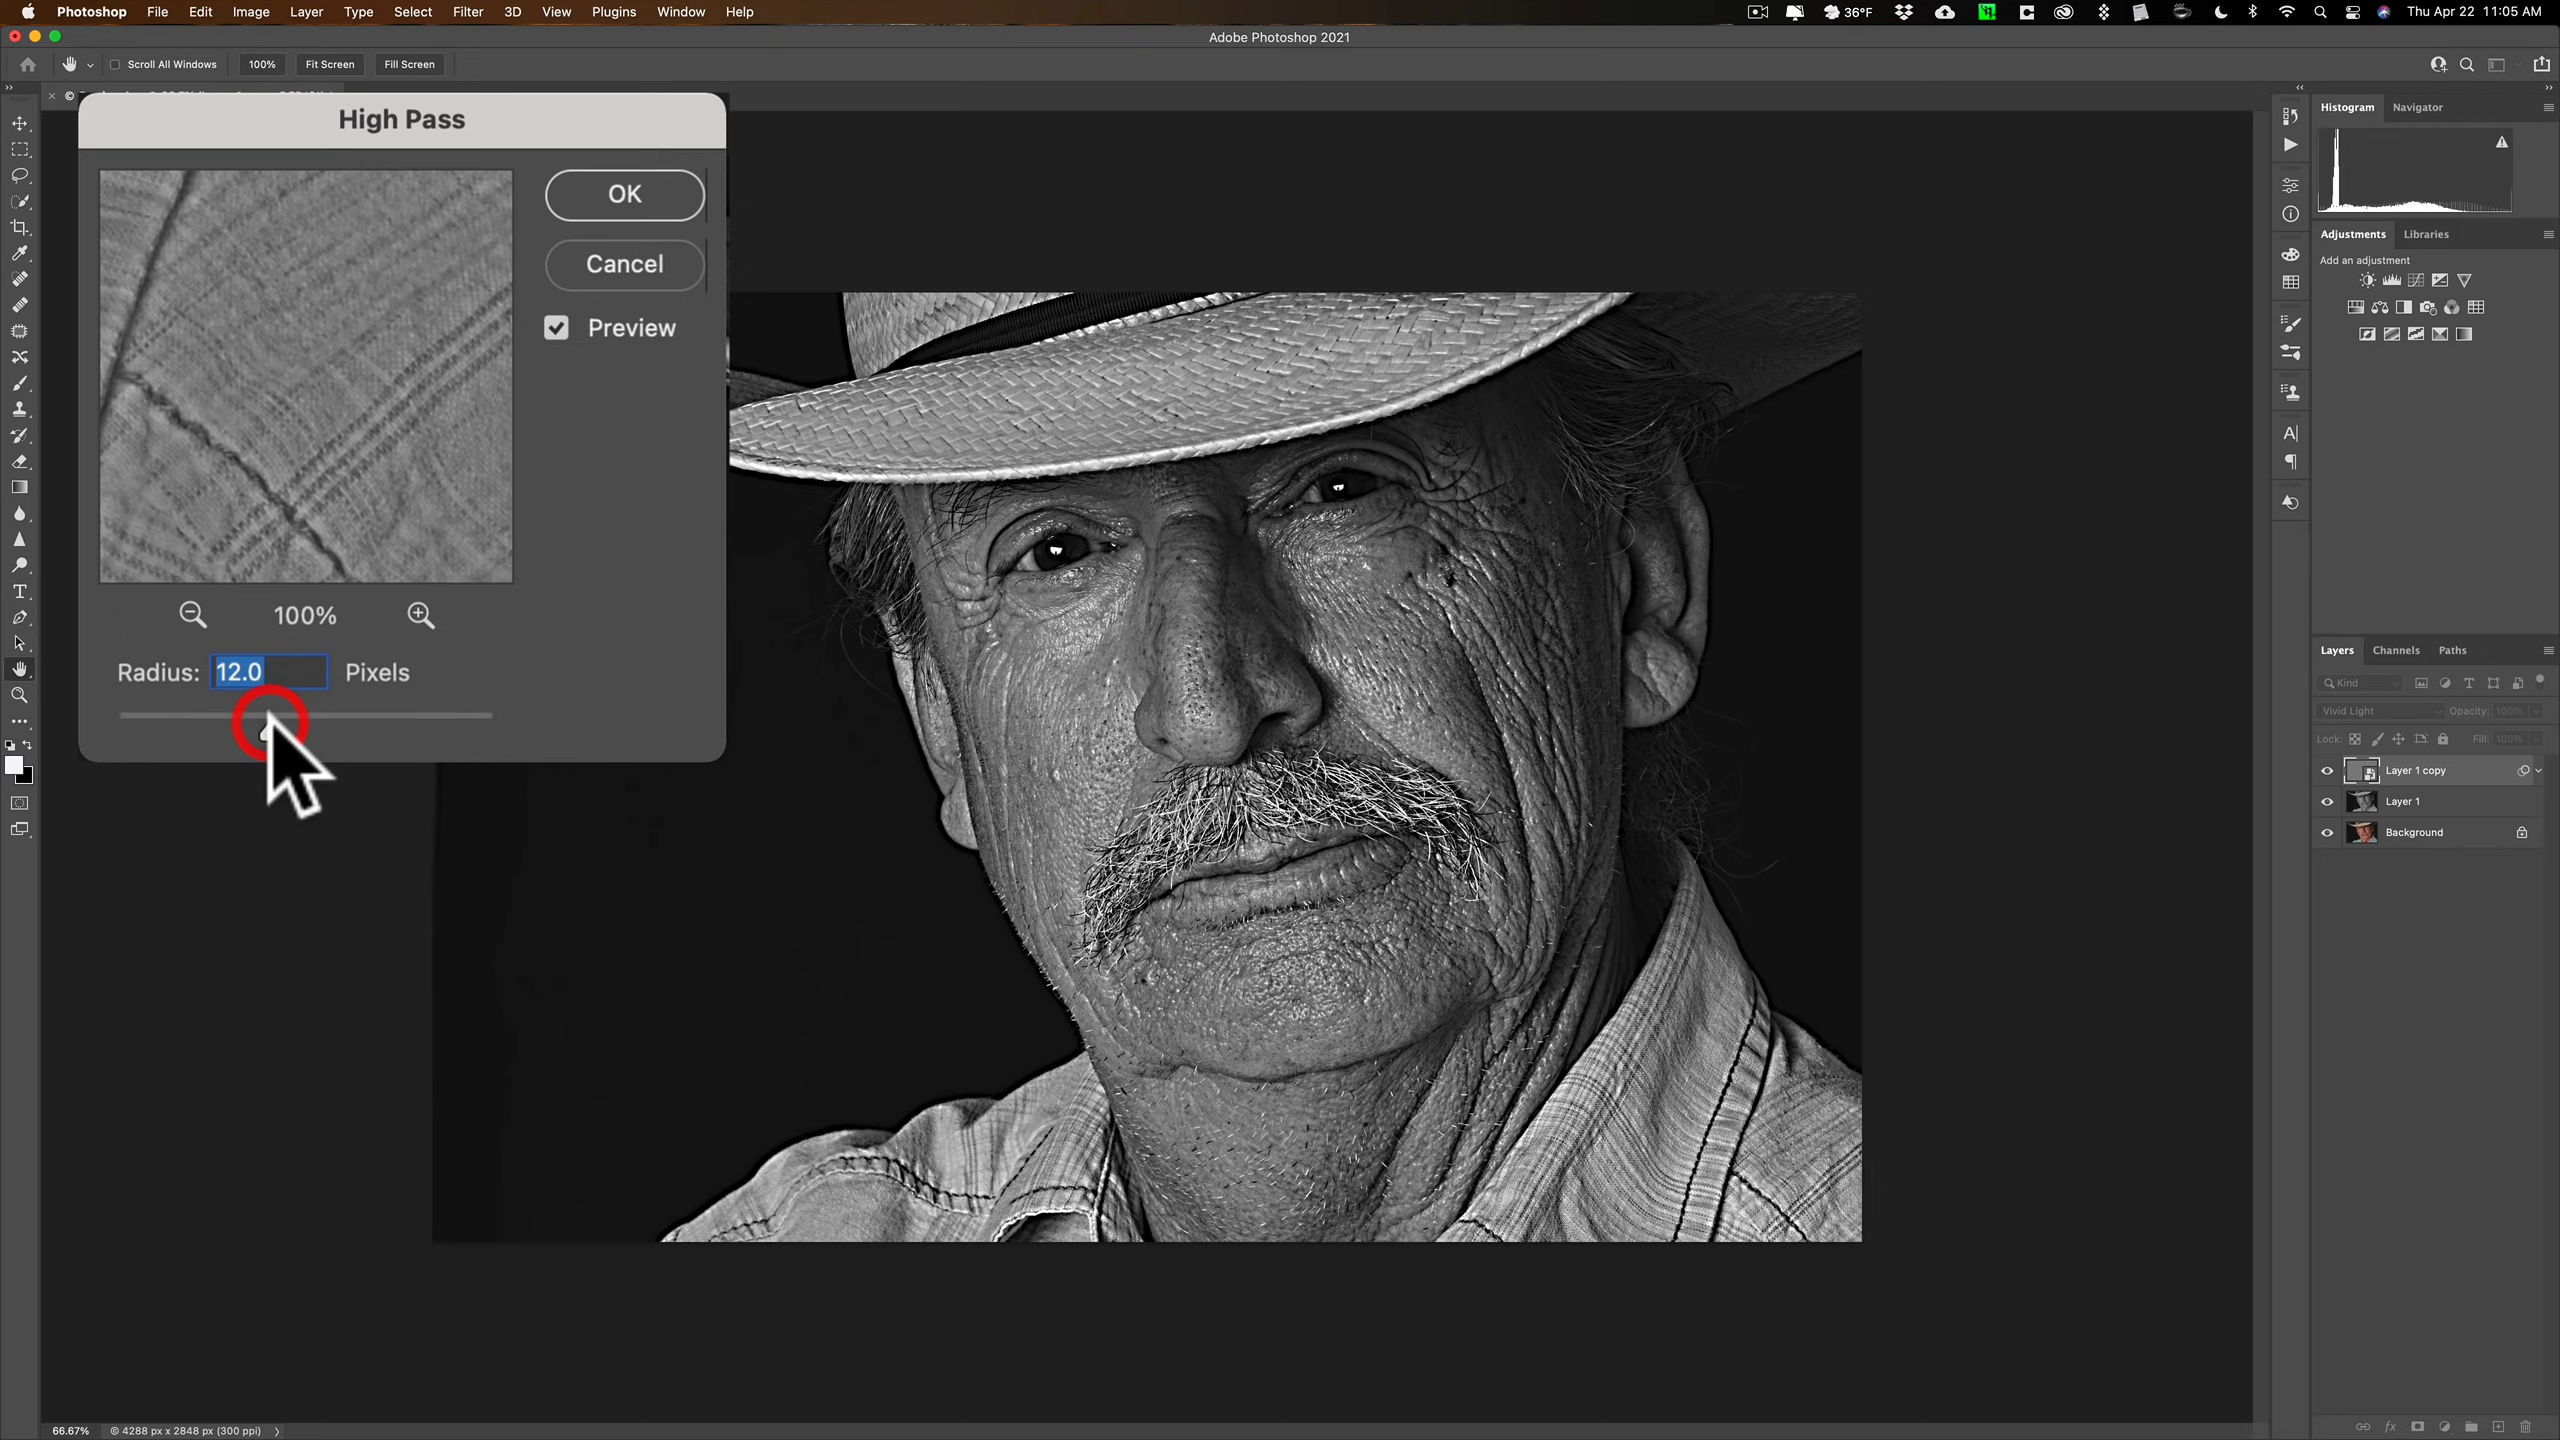 Photoshop File Edit Image Layer Type Select Filter 3D View Plugins Window Help 36°F Thu Apr 22 11:05 AM
Adobe Photoshop 2021
Scroll All Windows 100% Fit Screen Fill Screen
High Pass
OK
Cancel
Preview
100%
Radius: 12.0 Pixels
Histogram Navigator
Adjustments Libraries
Add an adjustment
Layers Channels Paths
Kind
Vivid Light Opacity: 100%
Lock: Fill: 100%
Layer 1 copy
Layer 1
Background
66.67% © 4288 px x 2848 px (300 ppi)